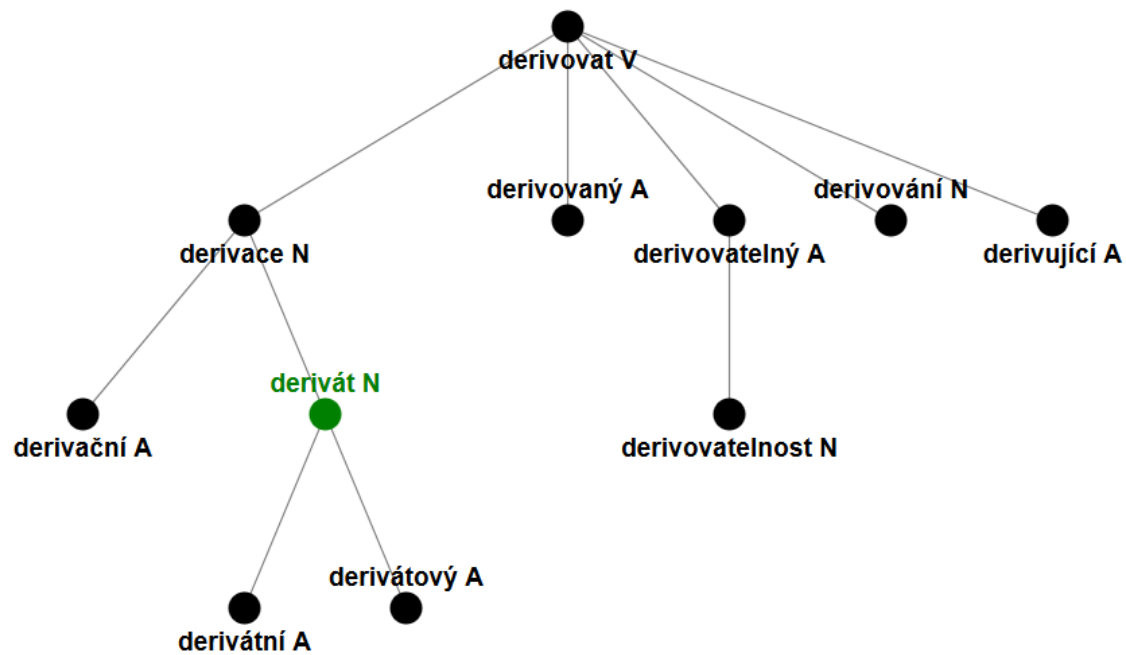 derivovat V
derivovaný A
derivování N
derivace N
derivovatelný A
derivující A
derivát N
derivační A
derivovatelnost N
derivátový A
derivátní A